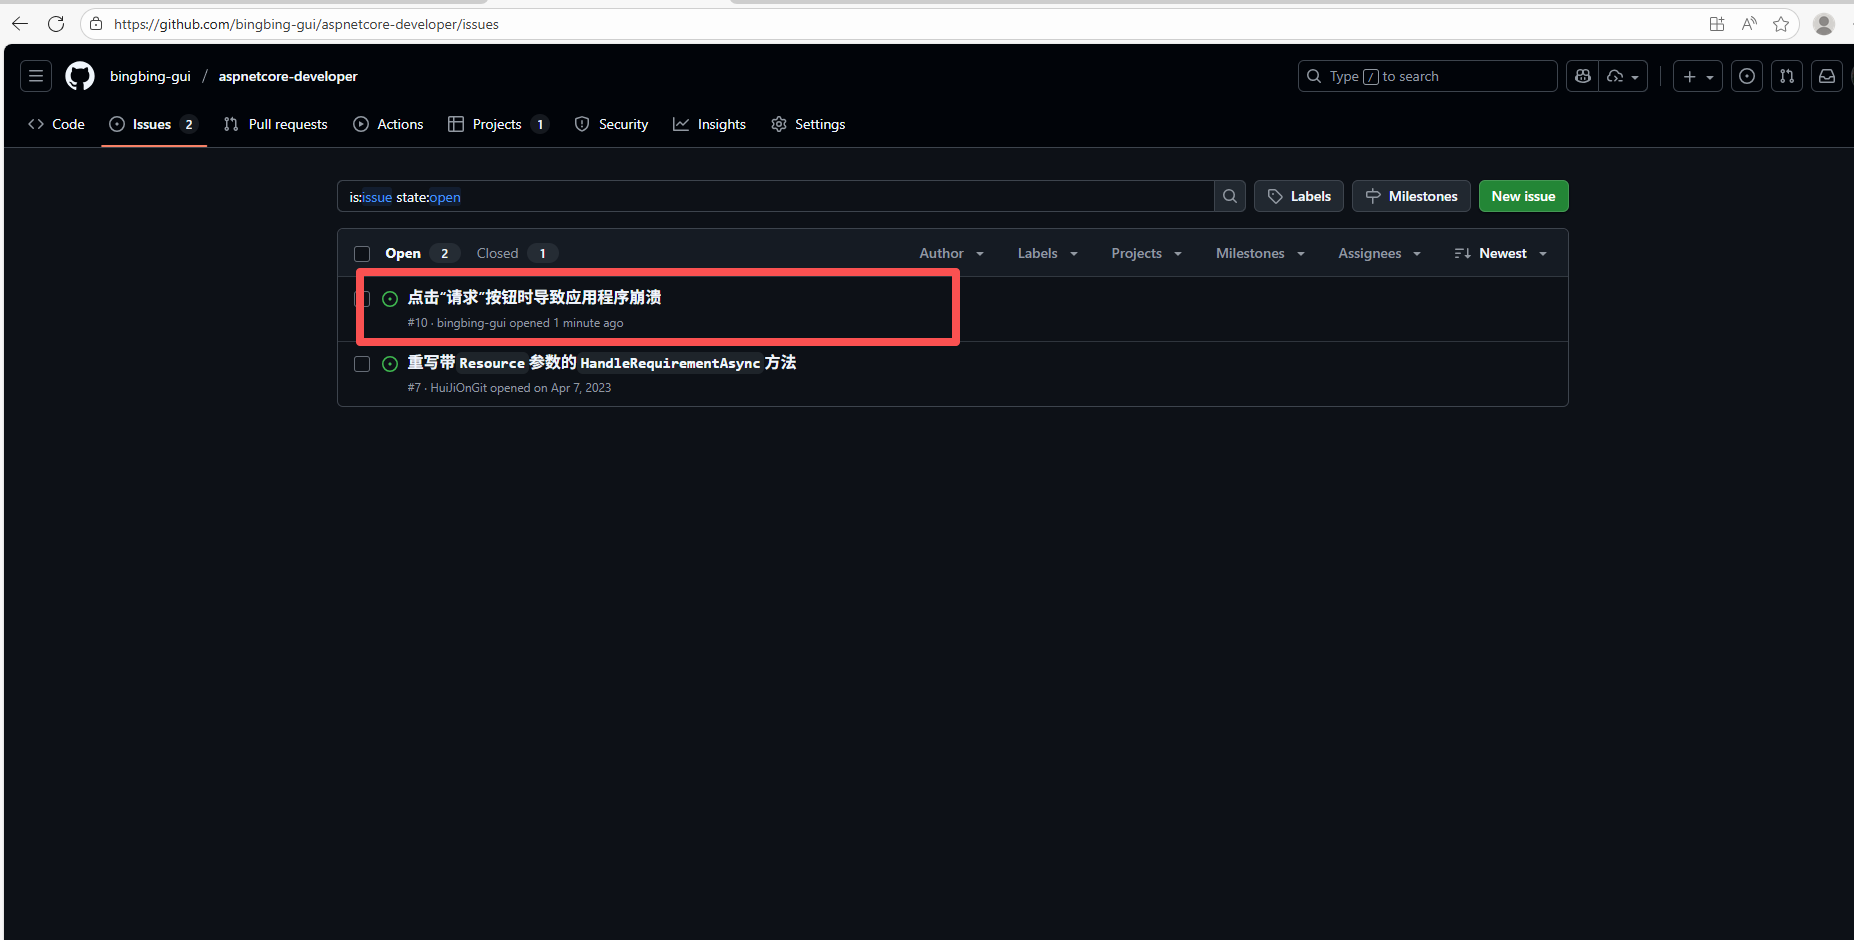 https://github.com/bingbing-gui/aspnetcore-developer/issues
bingbing-gui / aspnetcore-developer
Type / to search
Code Issues 2 Pull requests Actions Projects 1 Security Insights Settings
is:issue state:open
Labels Milestones New issue
Open 2 Closed 1 Author Labels Projects Milestones Assignees Newest
点击“请求”按钮时导致应用程序崩溃
#10 · bingbing-gui opened 1 minute ago
重写带 Resource 参数的 HandleRequirementAsync 方法
#7 · HuiJiOnGit opened on Apr 7, 2023